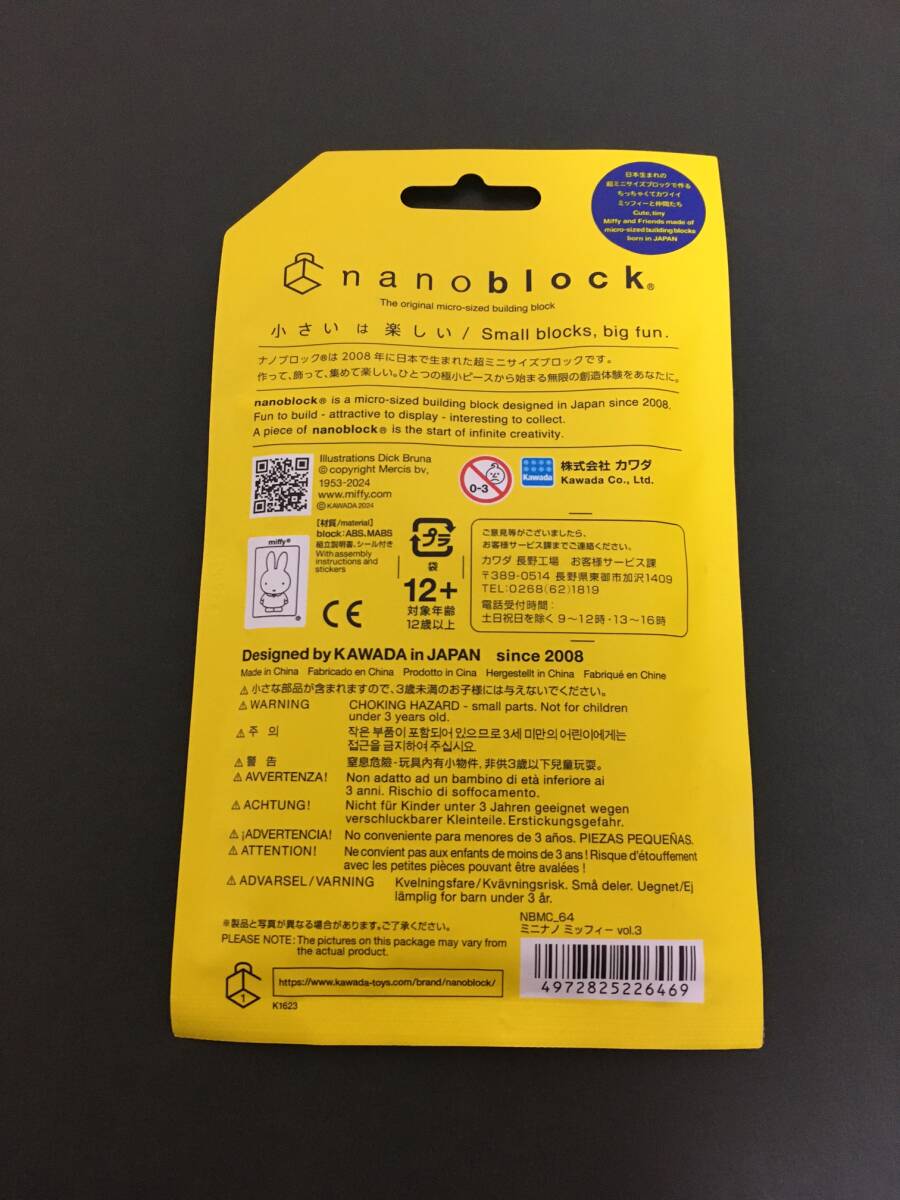 日本生まれの
超ミニサイズブロックで作る
ちっちゃくてカワイイ
ミッフィーと仲間たち
Cute, tiny
Miffy and Friends made of
micro-sized building blocks
born in JAPAN
nanoblock®
The original micro-sized building block
小さいは楽しい / Small blocks, big fun.
ナノブロック®は2008年に日本で生まれた超ミニサイズブロックです。
作って、飾って、集めて楽しい。ひとつの極小ピースから始まる無限の創造体験をあなたに。
nanoblock® is a micro-sized building block designed in Japan since 2008.
Fun to build - attractive to display - interesting to collect.
A piece of nanoblock® is the start of infinite creativity.
Illustrations Dick Bruna
© copyright Mercis bv,
1953-2024
www.miffy.com
© KAWADA 2024
0-3
Kawada
株式会社 カワダ
Kawada Co., Ltd.
miffy®
[材質/material]
block:ABS,MABS
組立説明書、シール付き
With assembly
instructions and
stickers
CE
プラ
袋
12+
対象年齢
12歳以上
ご意見等がございましたら、
お客様サービス課までご連絡ください。
カワダ 長野工場 お客様サービス課
〒389-0514 長野県東御市加沢1409
TEL:0268(62)1819
電話受付時間:
土日祝日を除く 9〜12時・13〜16時
Designed by KAWADA in JAPAN since 2008
Made in China Fabricado en China Prodotto in Cina Hergestellt in China Fabriqué en Chine
⚠小さな部品が含まれますので、3歳未満のお子様には与えないでください。
⚠WARNING CHOKING HAZARD - small parts. Not for children
under 3 years old.
⚠주 의 작은 부품이 포함되어 있으므로 3세 미만의 어린이에게는
접근을 금지하여 주십시요.
⚠警 告 窒息危險-玩具內有小物件, 非供3歲以下兒童玩耍。
⚠AVVERTENZA! Non adatto ad un bambino di età inferiore ai
3 anni. Rischio di soffocamento.
⚠ACHTUNG! Nicht für Kinder unter 3 Jahren geeignet wegen
verschluckbarer Kleinteile. Erstickungsgefahr.
⚠¡ADVERTENCIA! No conveniente para menores de 3 años. PIEZAS PEQUEÑAS.
⚠ATTENTION! Ne convient pas aux enfants de moins de 3 ans! Risque d'étouffement
avec les petites pièces pouvant être avalées!
⚠ADVARSEL/VARNING Kvelningsfare/Kvävningsrisk. Små deler. Uegnet/Ej
lämplig for barn under 3 år.
※製品と写真が異なる場合があります。ご了承ください。
PLEASE NOTE: The pictures on this package may vary from
the actual product.
NBMC_64
ミニナノ ミッフィー vol.3
1
https://www.kawada-toys.com/brand/nanoblock/
K1623
4972825226469